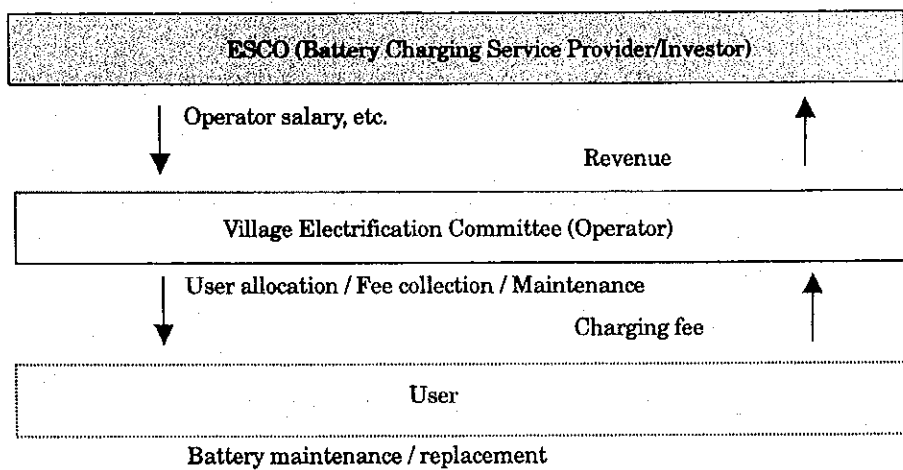 ESCO (Battery Charging Service Provider/Investor)
Operator salary, etc.
Revenue
Village Electrification Committee (Operator)
User allocation / Fee collection / Maintenance
Charging fee
User
Battery maintenance / replacement